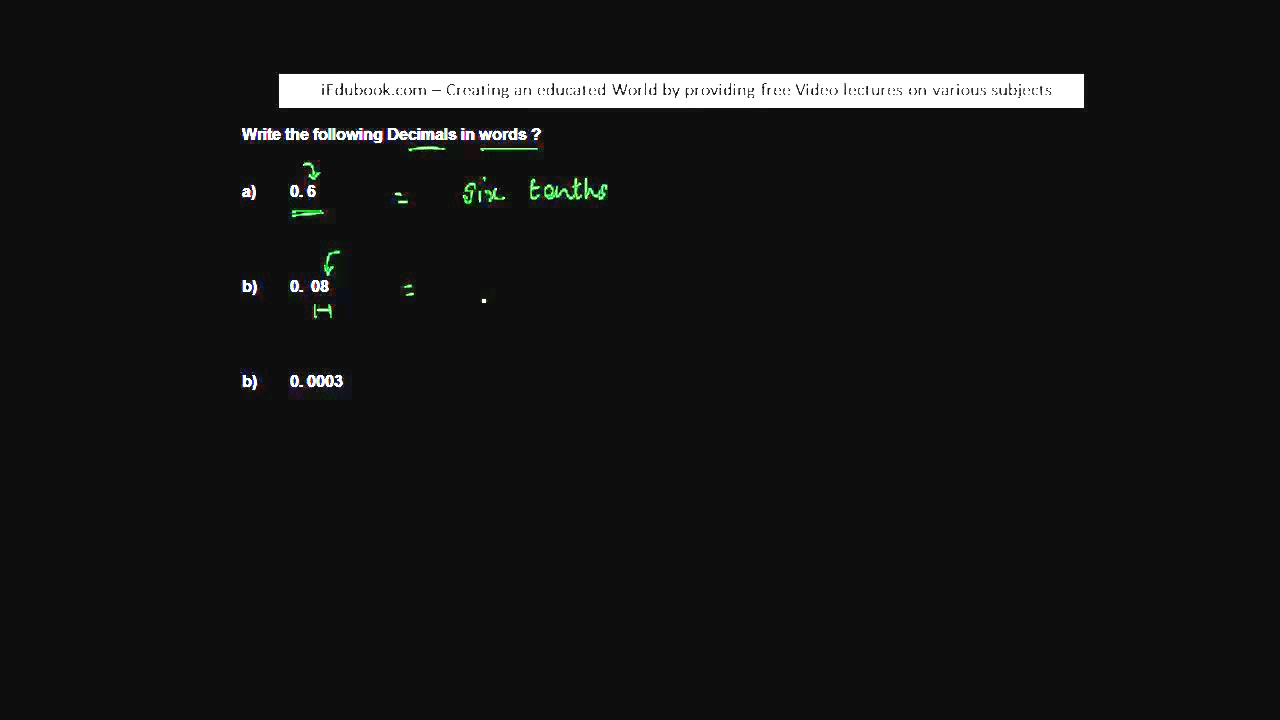 iEdubook.com – Creating an educated World by providing free Video lectures on various subjects
Write the following Decimals in words ?
a) 0. 6 = six tenths
b) 0. 08 =
H
b) 0. 0003